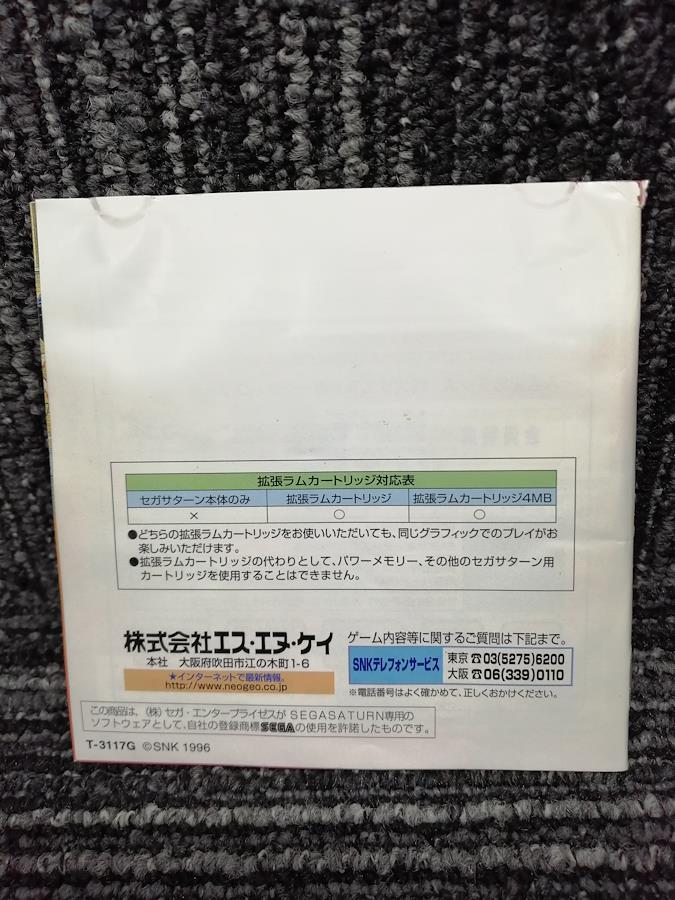 拡張ラムカートリッジ対応表
セガサターン本体のみ 拡張ラムカートリッジ 拡張ラムカートリッジ4MB
× ○ ○
●どちらの拡張ラムカートリッジをお使いいただいても、同じグラフィックでのプレイがお
楽しみいただけます。
●拡張ラムカートリッジの代わりとして、パワーメモリー、その他のセガサターン用
カートリッジを使用することはできません。
株式会社エス・エヌ・ケイ
本社 大阪府吹田市江の木町1-6
★インターネットで最新情報。
http://www.neogeo.co.jp
ゲーム内容等に関するご質問は下記まで。
SNKテレフォンサービス
東京☎03(5275)6200
大阪☎06(339)0110
※電話番号はよく確かめて、正しくおかけください。
この商品は、(株)セガ・エンタープライゼスがSEGASATURN専用の
ソフトウェアとして、自社の登録商標SEGAの使用を許諾したものです。
T-3117G ©SNK 1996